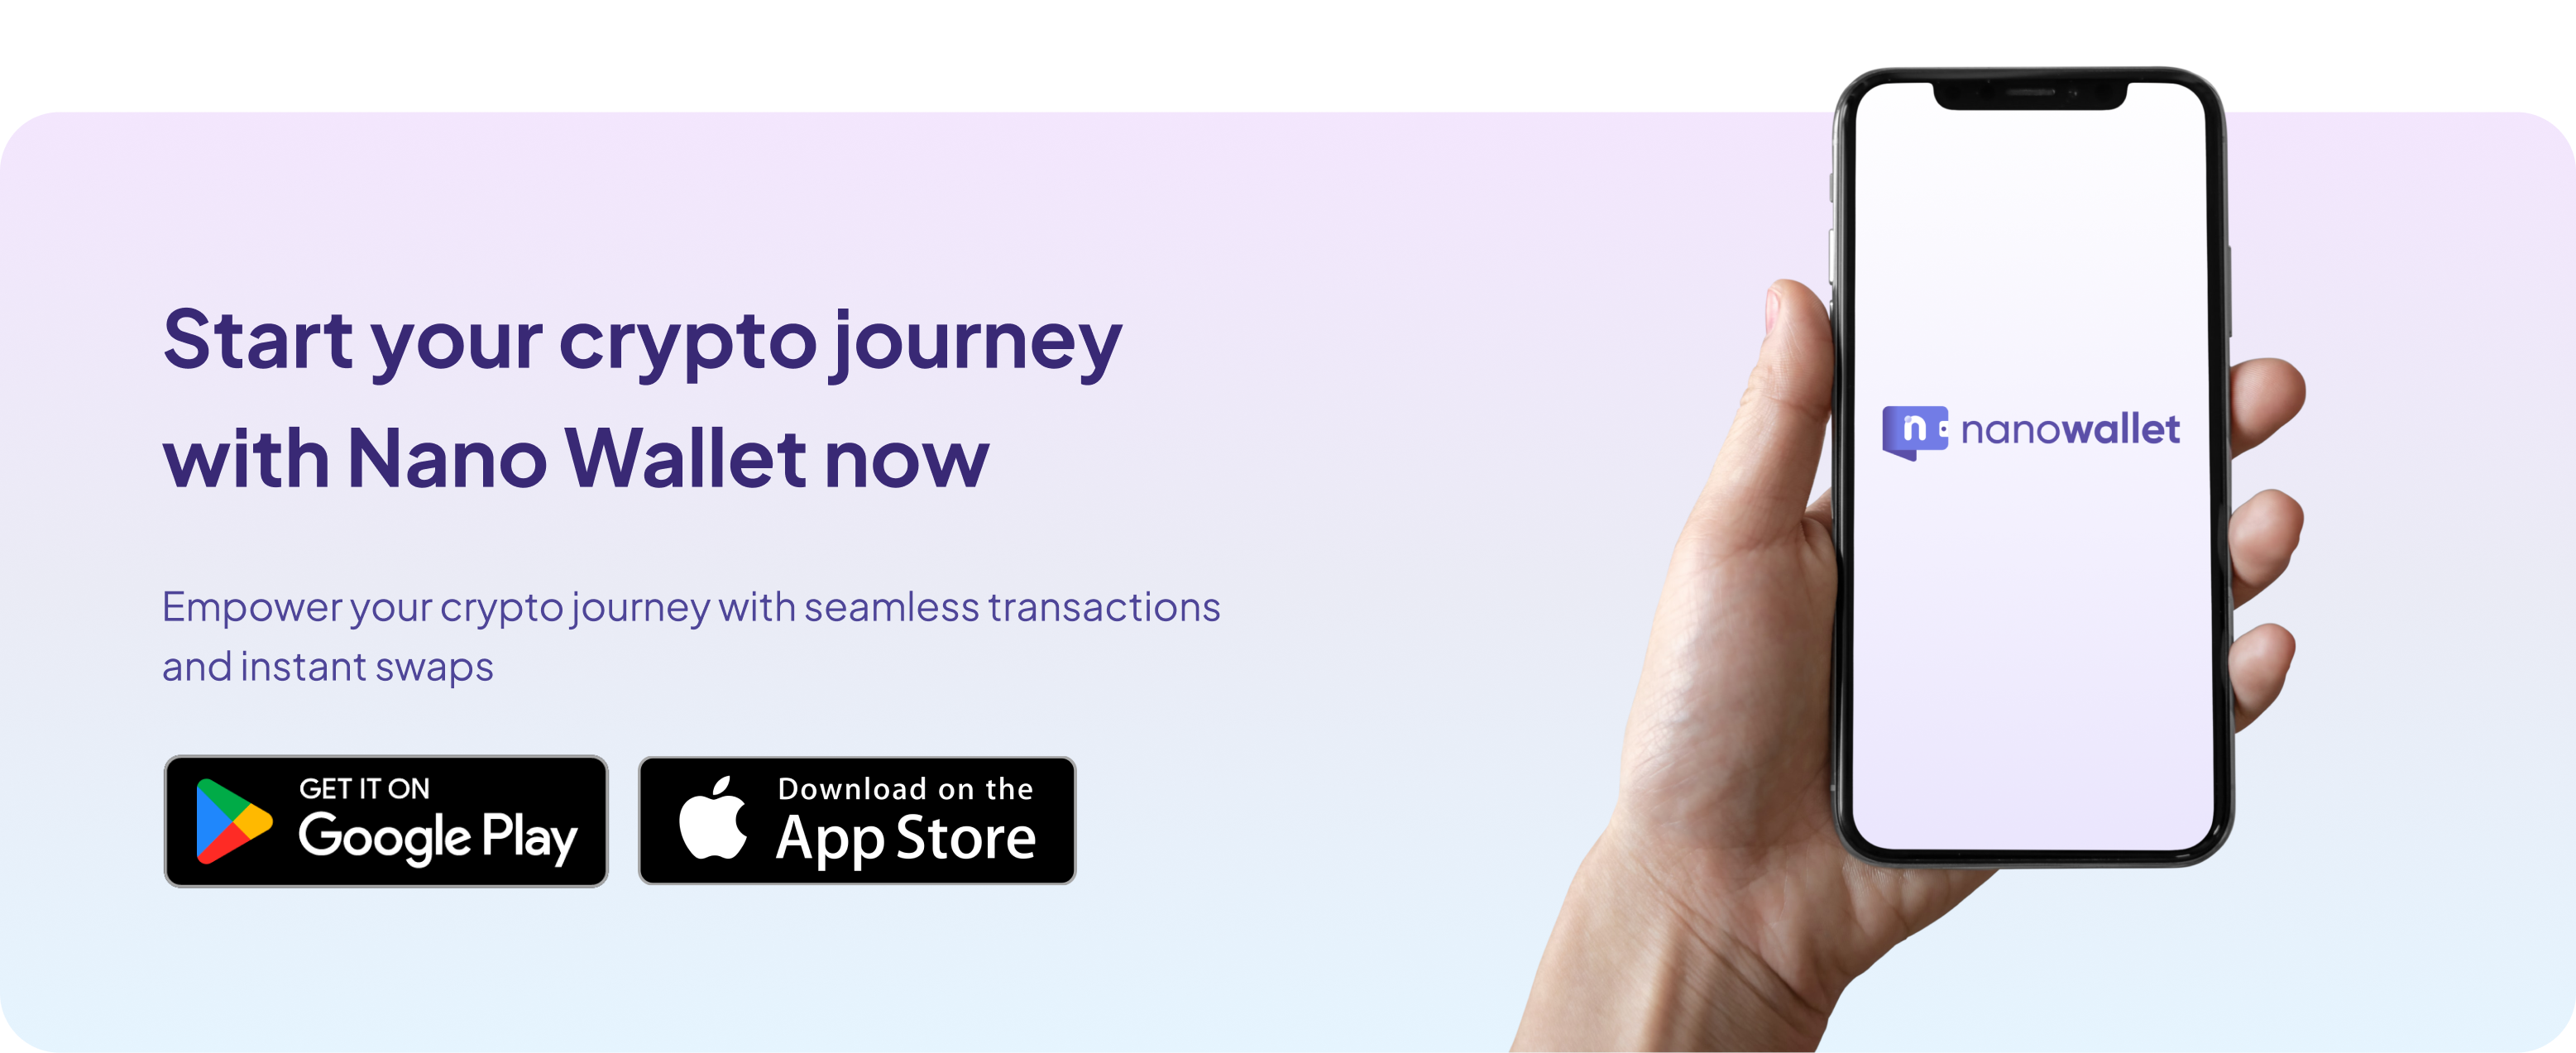 Start your crypto journey
with Nano Wallet now
Empower your crypto journey with seamless transactions
and instant swaps
GET IT ON
Google Play
Download on the
App Store
n nanowallet